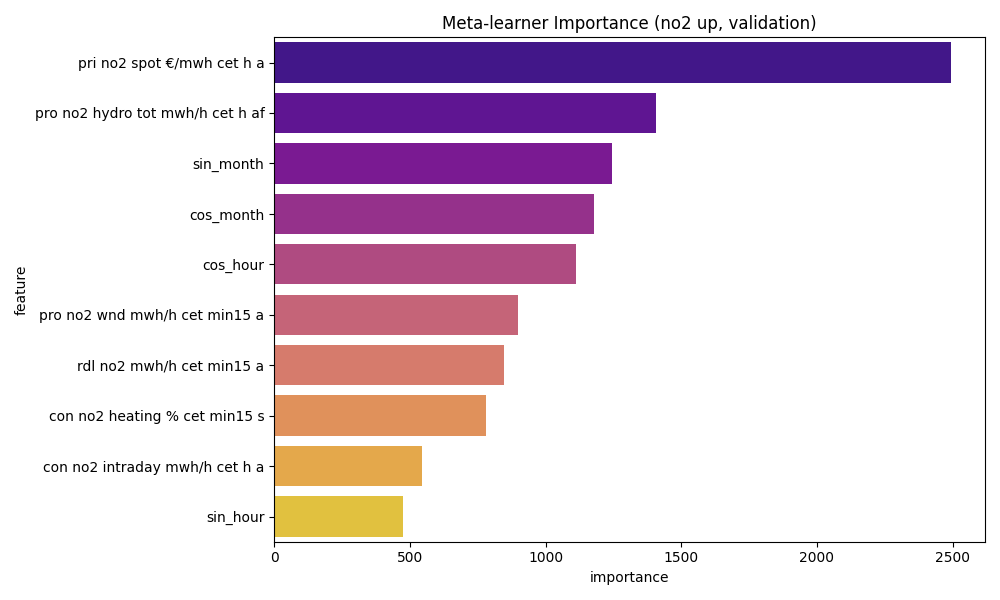 Meta-learner Importance (no2 up, validation)
feature
pri no2 spot €/mwh cet h a
pro no2 hydro tot mwh/h cet h af
sin_month
cos_month
cos_hour
pro no2 wnd mwh/h cet min15 a
rdl no2 mwh/h cet min15 a
con no2 heating % cet min15 s
con no2 intraday mwh/h cet h a
sin_hour
0 500 1000 1500 2000 2500
importance